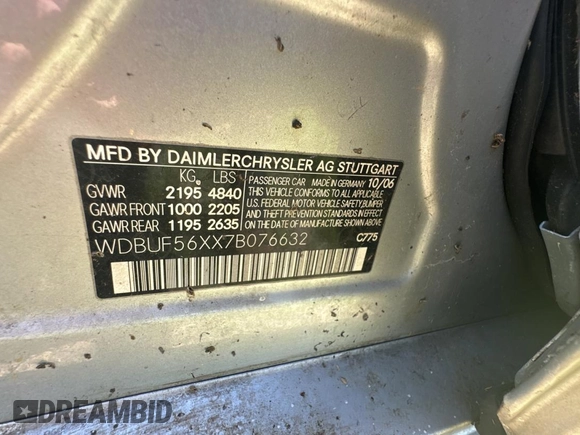 MFD BY DAIMLERCHRYSLER AG STUTTGART
KG LBS
GVWR 2195 4840
GAWR FRONT 1000 2205
GAWR REAR 1195 2635
PASSENGER CAR MADE IN GERMANY 10/06
THIS VEHICLE CONFORMS TO ALL APPLICABLE
U.S. FEDERAL MOTOR VEHICLE SAFETY, BUMPER
AND THEFT PREVENTION STANDARDS IN EFFECT
ON THE DATE OF MANUFACTURE SHOWN ABOVE
WDBUF56XX7B076632
C775
DREAMBID